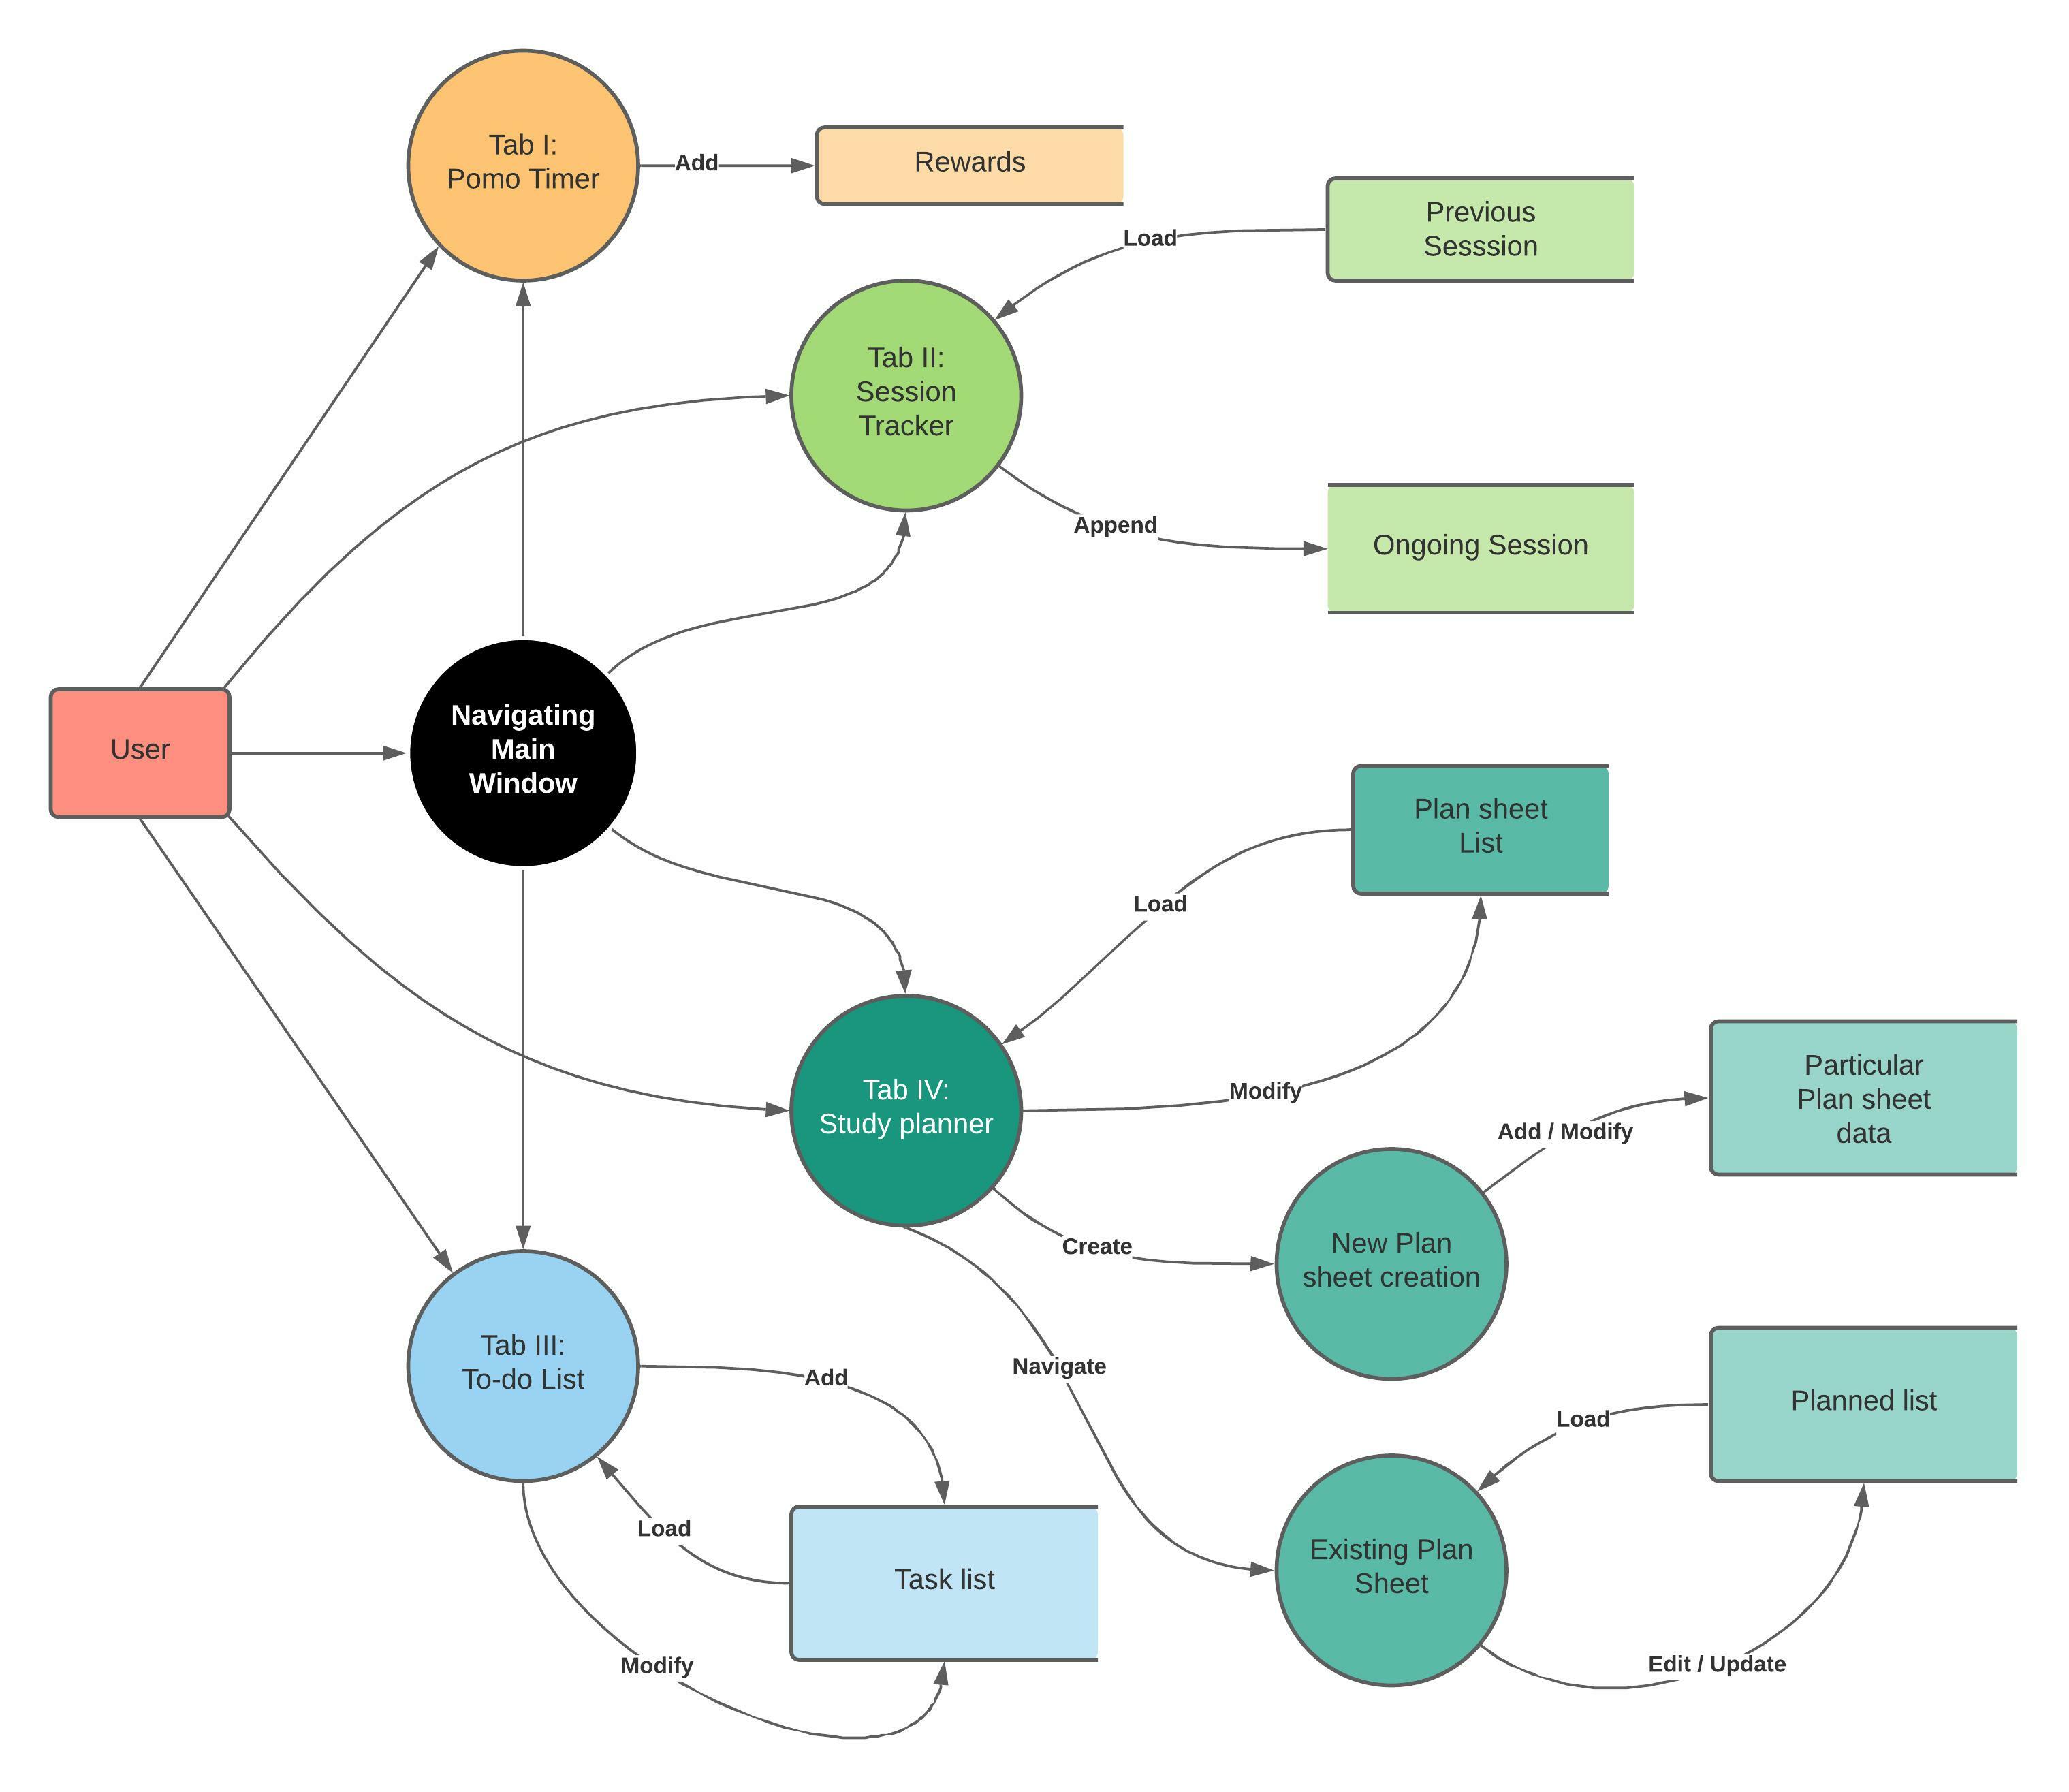 Tab I:
Pomo Timer
Add
Rewards
Previous
Sesssion
Load
Tab II:
Session
Tracker
Append
Ongoing Session
User
Navigating
Main
Window
Plan sheet
List
Load
Tab IV:
Study planner
Modify
Particular
Plan sheet
data
Add / Modify
Create
New Plan
sheet creation
Navigate
Tab III:
To-do List
Add
Load
Task list
Modify
Planned list
Load
Existing Plan
Sheet
Edit / Update